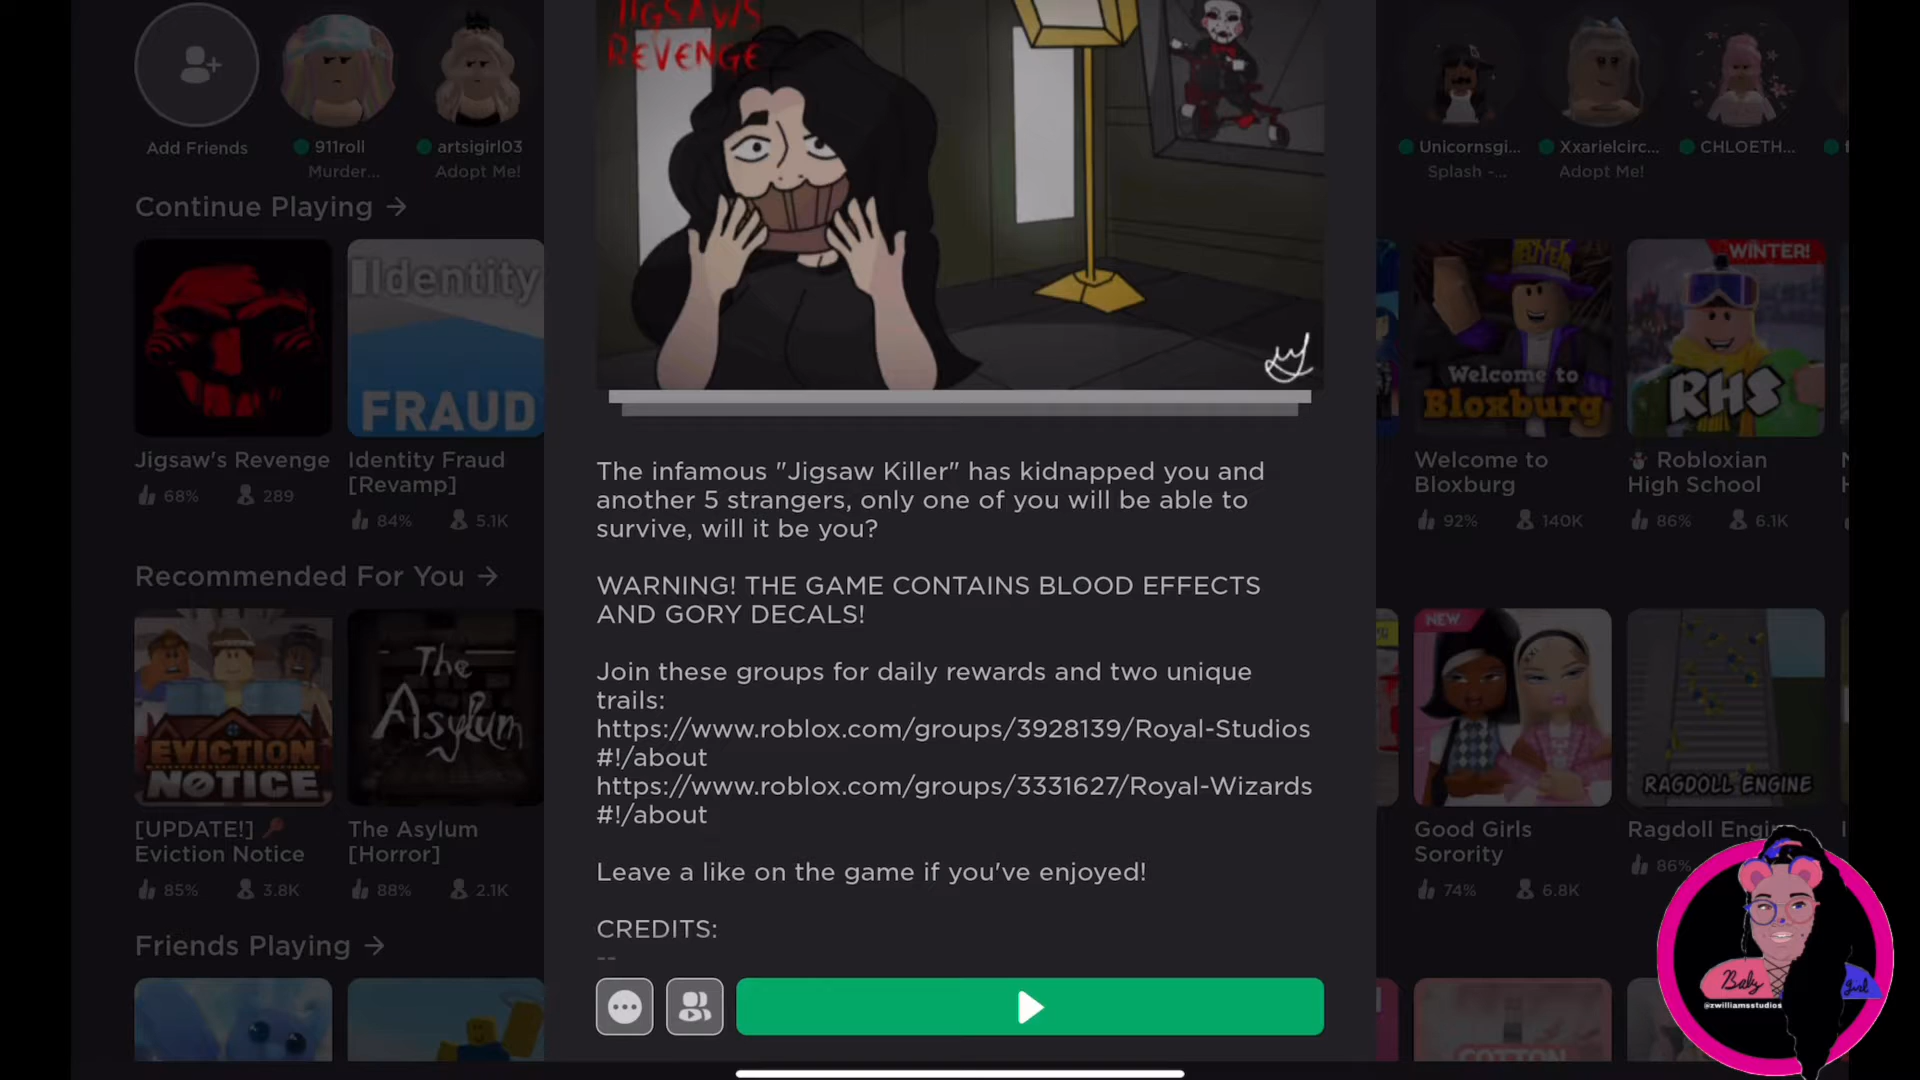 JIGSAWS
REVENGE
Add Friends
911roll
Murder...
artsigirl03
Adopt Me!
Unicornsgi...
Splash -...
Xxarielcirc...
Adopt Me!
CHLOETH...
Continue Playing
Identity
FRAUD
Jigsaw's Revenge
68% 289
Identity Fraud
[Revamp]
84% 5.1K
Welcome to
Bloxburg
Welcome to
Bloxburg
92% 140K
WINTER!
RHS
Robloxian
High School
86% 6.1K
The infamous "Jigsaw Killer" has kidnapped you and
another 5 strangers, only one of you will be able to
survive, will it be you?
WARNING! THE GAME CONTAINS BLOOD EFFECTS
AND GORY DECALS!
Join these groups for daily rewards and two unique
trails:
https://www.roblox.com/groups/3928139/Royal-Studios
#!/about
https://www.roblox.com/groups/3331627/Royal-Wizards
#!/about
Leave a like on the game if you've enjoyed!
CREDITS:
--
Recommended For You
EVICTION
NOTICE
[UPDATE!]
Eviction Notice
85% 3.8K
The
Asylum
The Asylum
[Horror]
88% 2.1K
NEW
Good Girls
Sorority
74% 6.8K
RAGDOLL ENGINE
Ragdoll Engi
86%
Friends Playing
COTTON
Baby
girl
@zwilliamsstudios